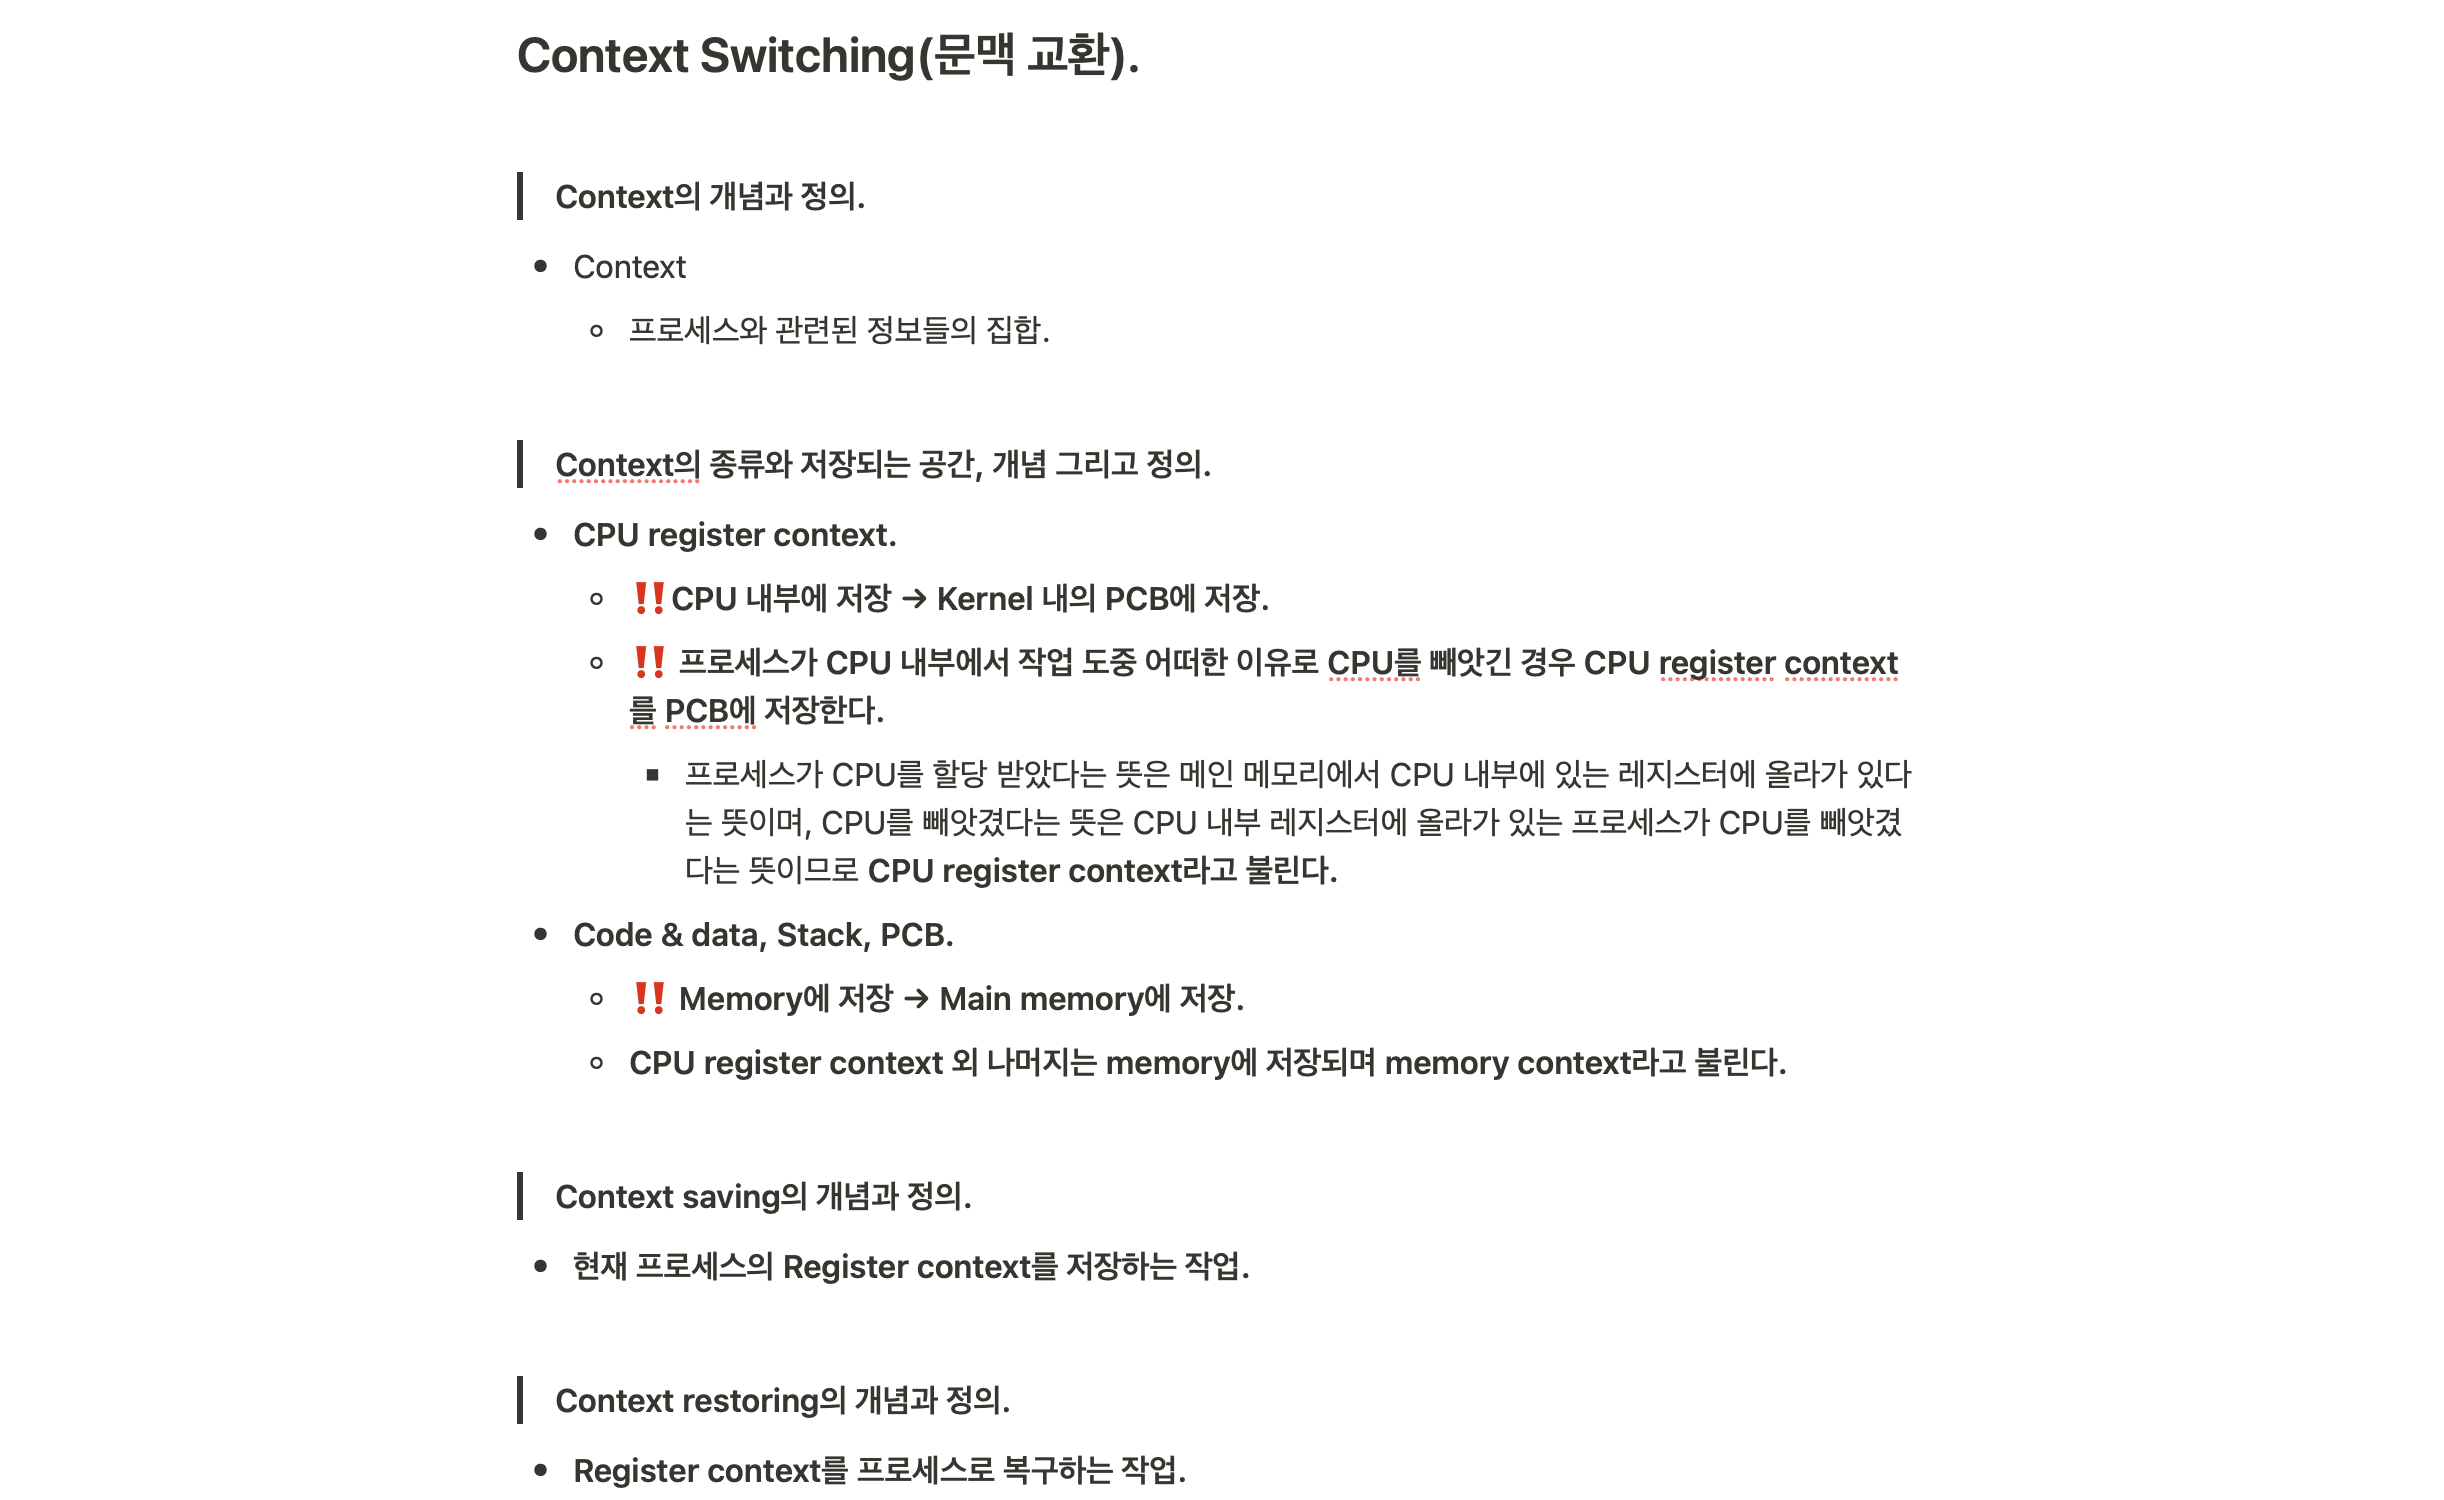 Context Switching(문맥 교환).
Context의 개념과 정의.
Context
프로세스와 관련된 정보들의 집합.
Context의 종류와 저장되는 공간, 개념 그리고 정의.
CPU register context.
‼️CPU 내부에 저장 → Kernel 내의 PCB에 저장.
‼️ 프로세스가 CPU 내부에서 작업 도중 어떠한 이유로 CPU를 빼앗긴 경우 CPU register context
를 PCB에 저장한다.
프로세스가 CPU를 할당 받았다는 뜻은 메인 메모리에서 CPU 내부에 있는 레지스터에 올라가 있다
는 뜻이며, CPU를 빼앗겼다는 뜻은 CPU 내부 레지스터에 올라가 있는 프로세스가 CPU를 빼앗겼
다는 뜻이므로 CPU register context라고 불린다.
Code & data, Stack, PCB.
‼️ Memory에 저장 → Main memory에 저장.
CPU register context 외 나머지는 memory에 저장되며 memory context라고 불린다.
Context saving의 개념과 정의.
현재 프로세스의 Register context를 저장하는 작업.
Context restoring의 개념과 정의.
Register context를 프로세스로 복구하는 작업.